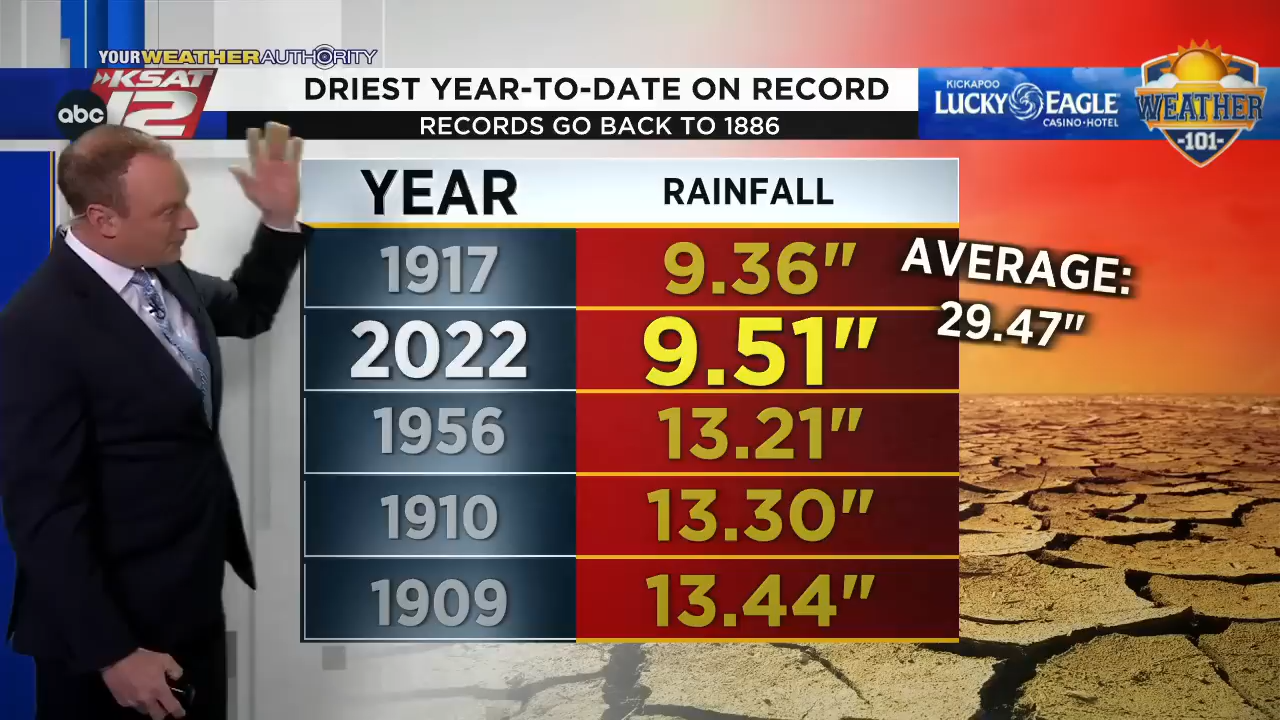 YOURWEATHERAUTHORITY
KSAT
abc 12
DRIEST YEAR-TO-DATE ON RECORD
RECORDS GO BACK TO 1886
KICKAPOO
LUCKY EAGLE
CASINO·HOTEL
WEATHER
-101-
YEAR RAINFALL
1917 9.36"
2022 9.51"
1956 13.21"
1910 13.30"
1909 13.44"
AVERAGE:
29.47"